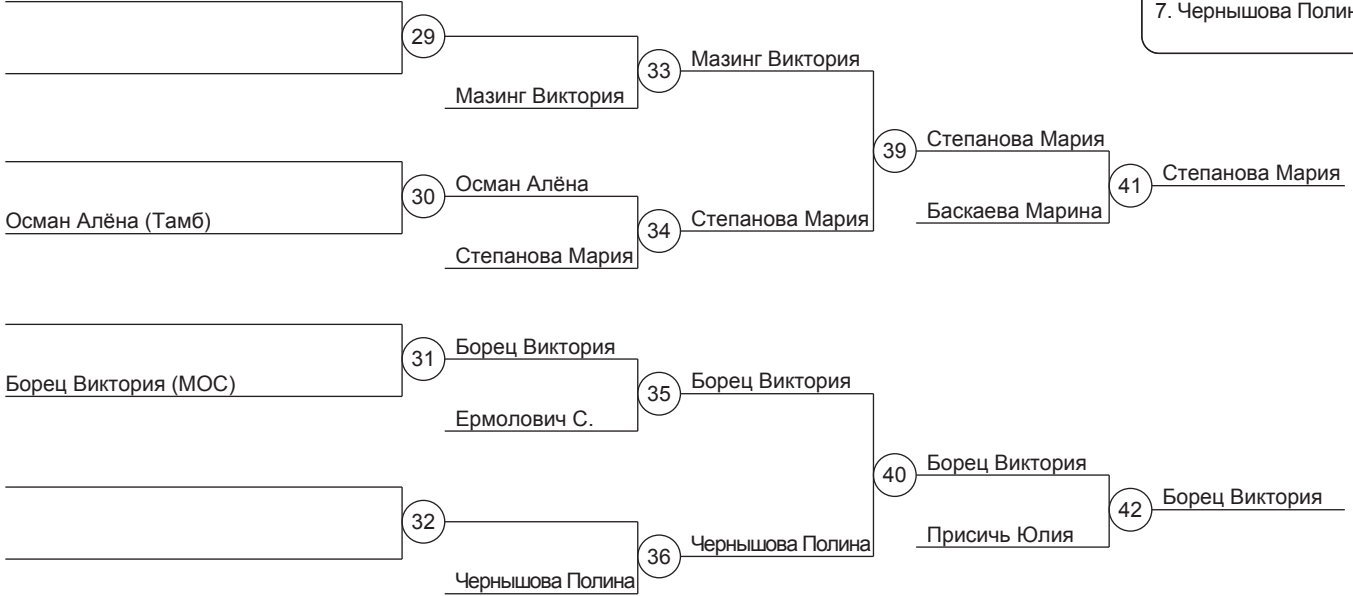 7. Чернышова Полин
29
Мазинг Виктория
33
Мазинг Виктория
Осман Алёна (Тамб)
30
Осман Алёна
Степанова Мария
34
Степанова Мария
39
Степанова Мария
Баскаева Марина
41
Степанова Мария
Борец Виктория (МОС)
31
Борец Виктория
Ермолович С.
35
Борец Виктория
32
Чернышова Полина
36
Чернышова Полина
40
Борец Виктория
Присичь Юлия
42
Борец Виктория